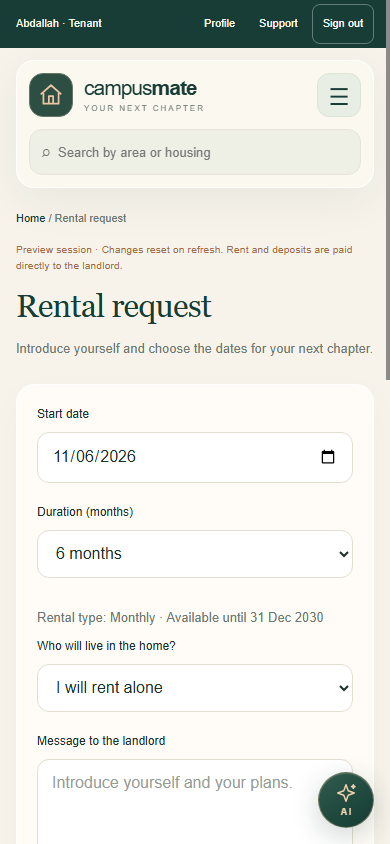 Abdallah · Tenant
Profile
Support
Sign out
campusmate
YOUR NEXT CHAPTER
Search by area or housing
Home / Rental request
Preview session · Changes reset on refresh. Rent and deposits are paid
directly to the landlord.
Rental request
Introduce yourself and choose the dates for your next chapter.
Start date
11/06/2026
Duration (months)
6 months
Rental type: Monthly · Available until 31 Dec 2030
Who will live in the home?
I will rent alone
Message to the landlord
Introduce yourself and your plans.
AI